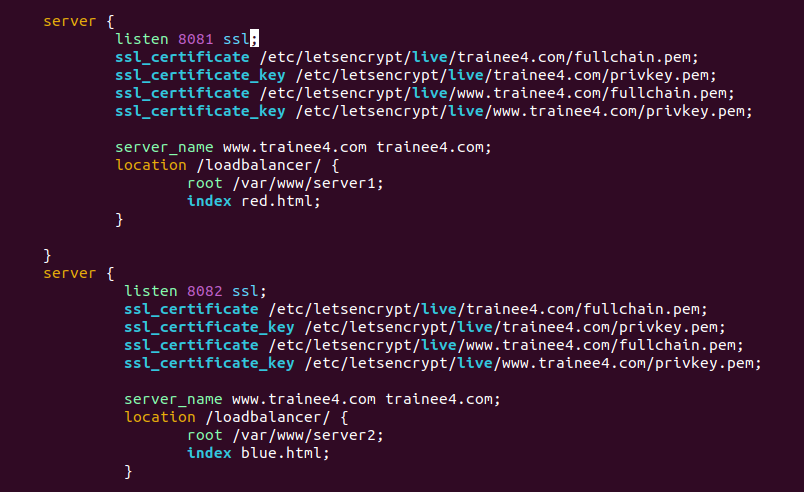 server {
listen 8081 ssl;
ssl_certificate /etc/letsencrypt/live/trainee4.com/fullchain.pem;
ssl_certificate_key /etc/letsencrypt/live/trainee4.com/privkey.pem;
ssl_certificate /etc/letsencrypt/live/www.trainee4.com/fullchain.pem;
ssl_certificate_key /etc/letsencrypt/live/www.trainee4.com/privkey.pem;
server_name www.trainee4.com trainee4.com;
location /loadbalancer/ {
root /var/www/server1;
index red.html;
}
}
server {
listen 8082 ssl;
ssl_certificate /etc/letsencrypt/live/trainee4.com/fullchain.pem;
ssl_certificate_key /etc/letsencrypt/live/trainee4.com/privkey.pem;
ssl_certificate /etc/letsencrypt/live/www.trainee4.com/fullchain.pem;
ssl_certificate_key /etc/letsencrypt/live/www.trainee4.com/privkey.pem;
server_name www.trainee4.com trainee4.com;
location /loadbalancer/ {
root /var/www/server2;
index blue.html;
}